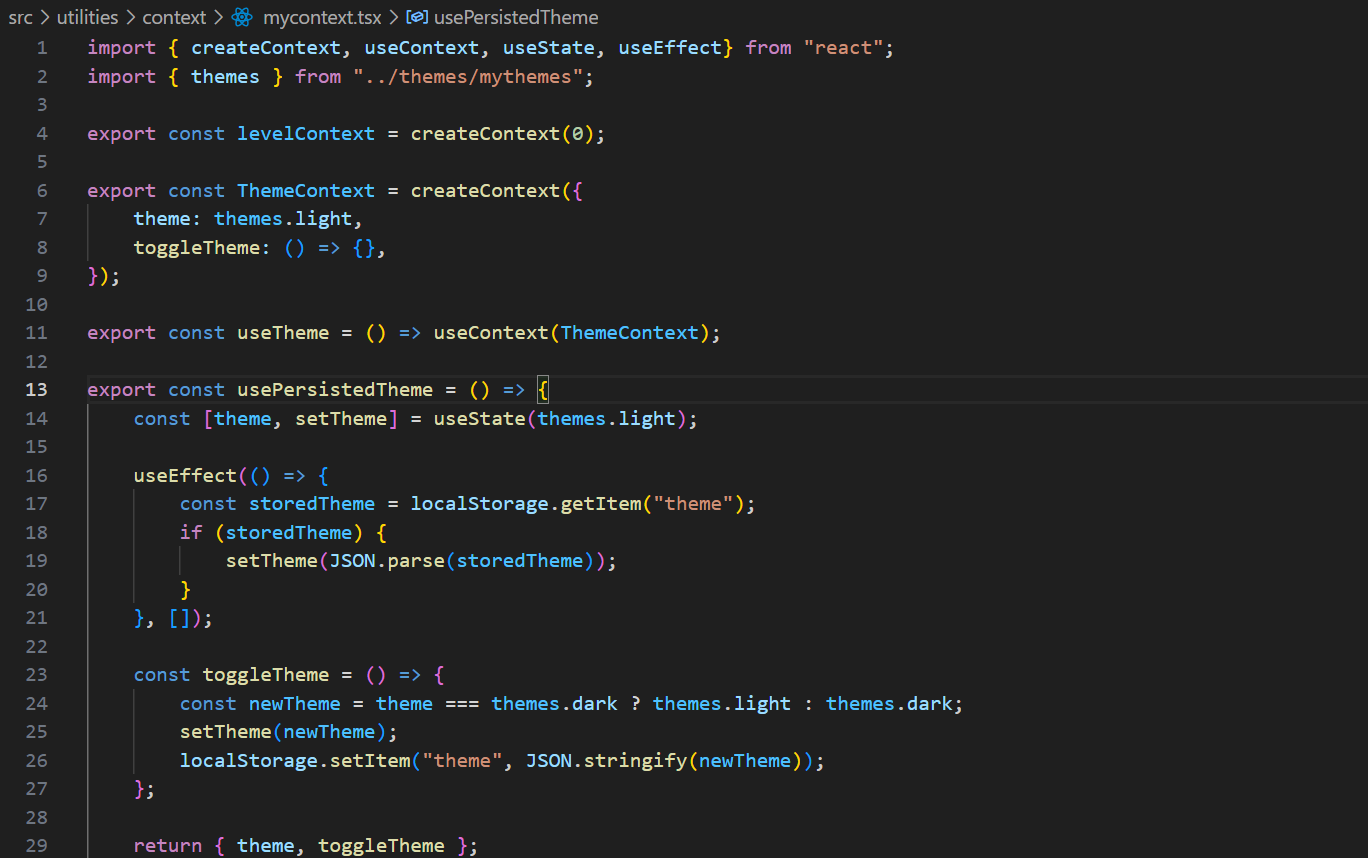 src > utilities > context > mycontext.tsx > usePersistedTheme
1 import { createContext, useContext, useState, useEffect} from "react";
2 import { themes } from "../themes/mythemes";
3
4 export const levelContext = createContext(0);
5
6 export const ThemeContext = createContext({
7     theme: themes.light,
8     toggleTheme: () => {},
9 });
10
11 export const useTheme = () => useContext(ThemeContext);
12
13 export const usePersistedTheme = () => {
14     const [theme, setTheme] = useState(themes.light);
15
16     useEffect(() => {
17         const storedTheme = localStorage.getItem("theme");
18         if (storedTheme) {
19             setTheme(JSON.parse(storedTheme));
20         }
21     }, []);
22
23     const toggleTheme = () => {
24         const newTheme = theme === themes.dark ? themes.light : themes.dark;
25         setTheme(newTheme);
26         localStorage.setItem("theme", JSON.stringify(newTheme));
27     };
28
29     return { theme, toggleTheme };